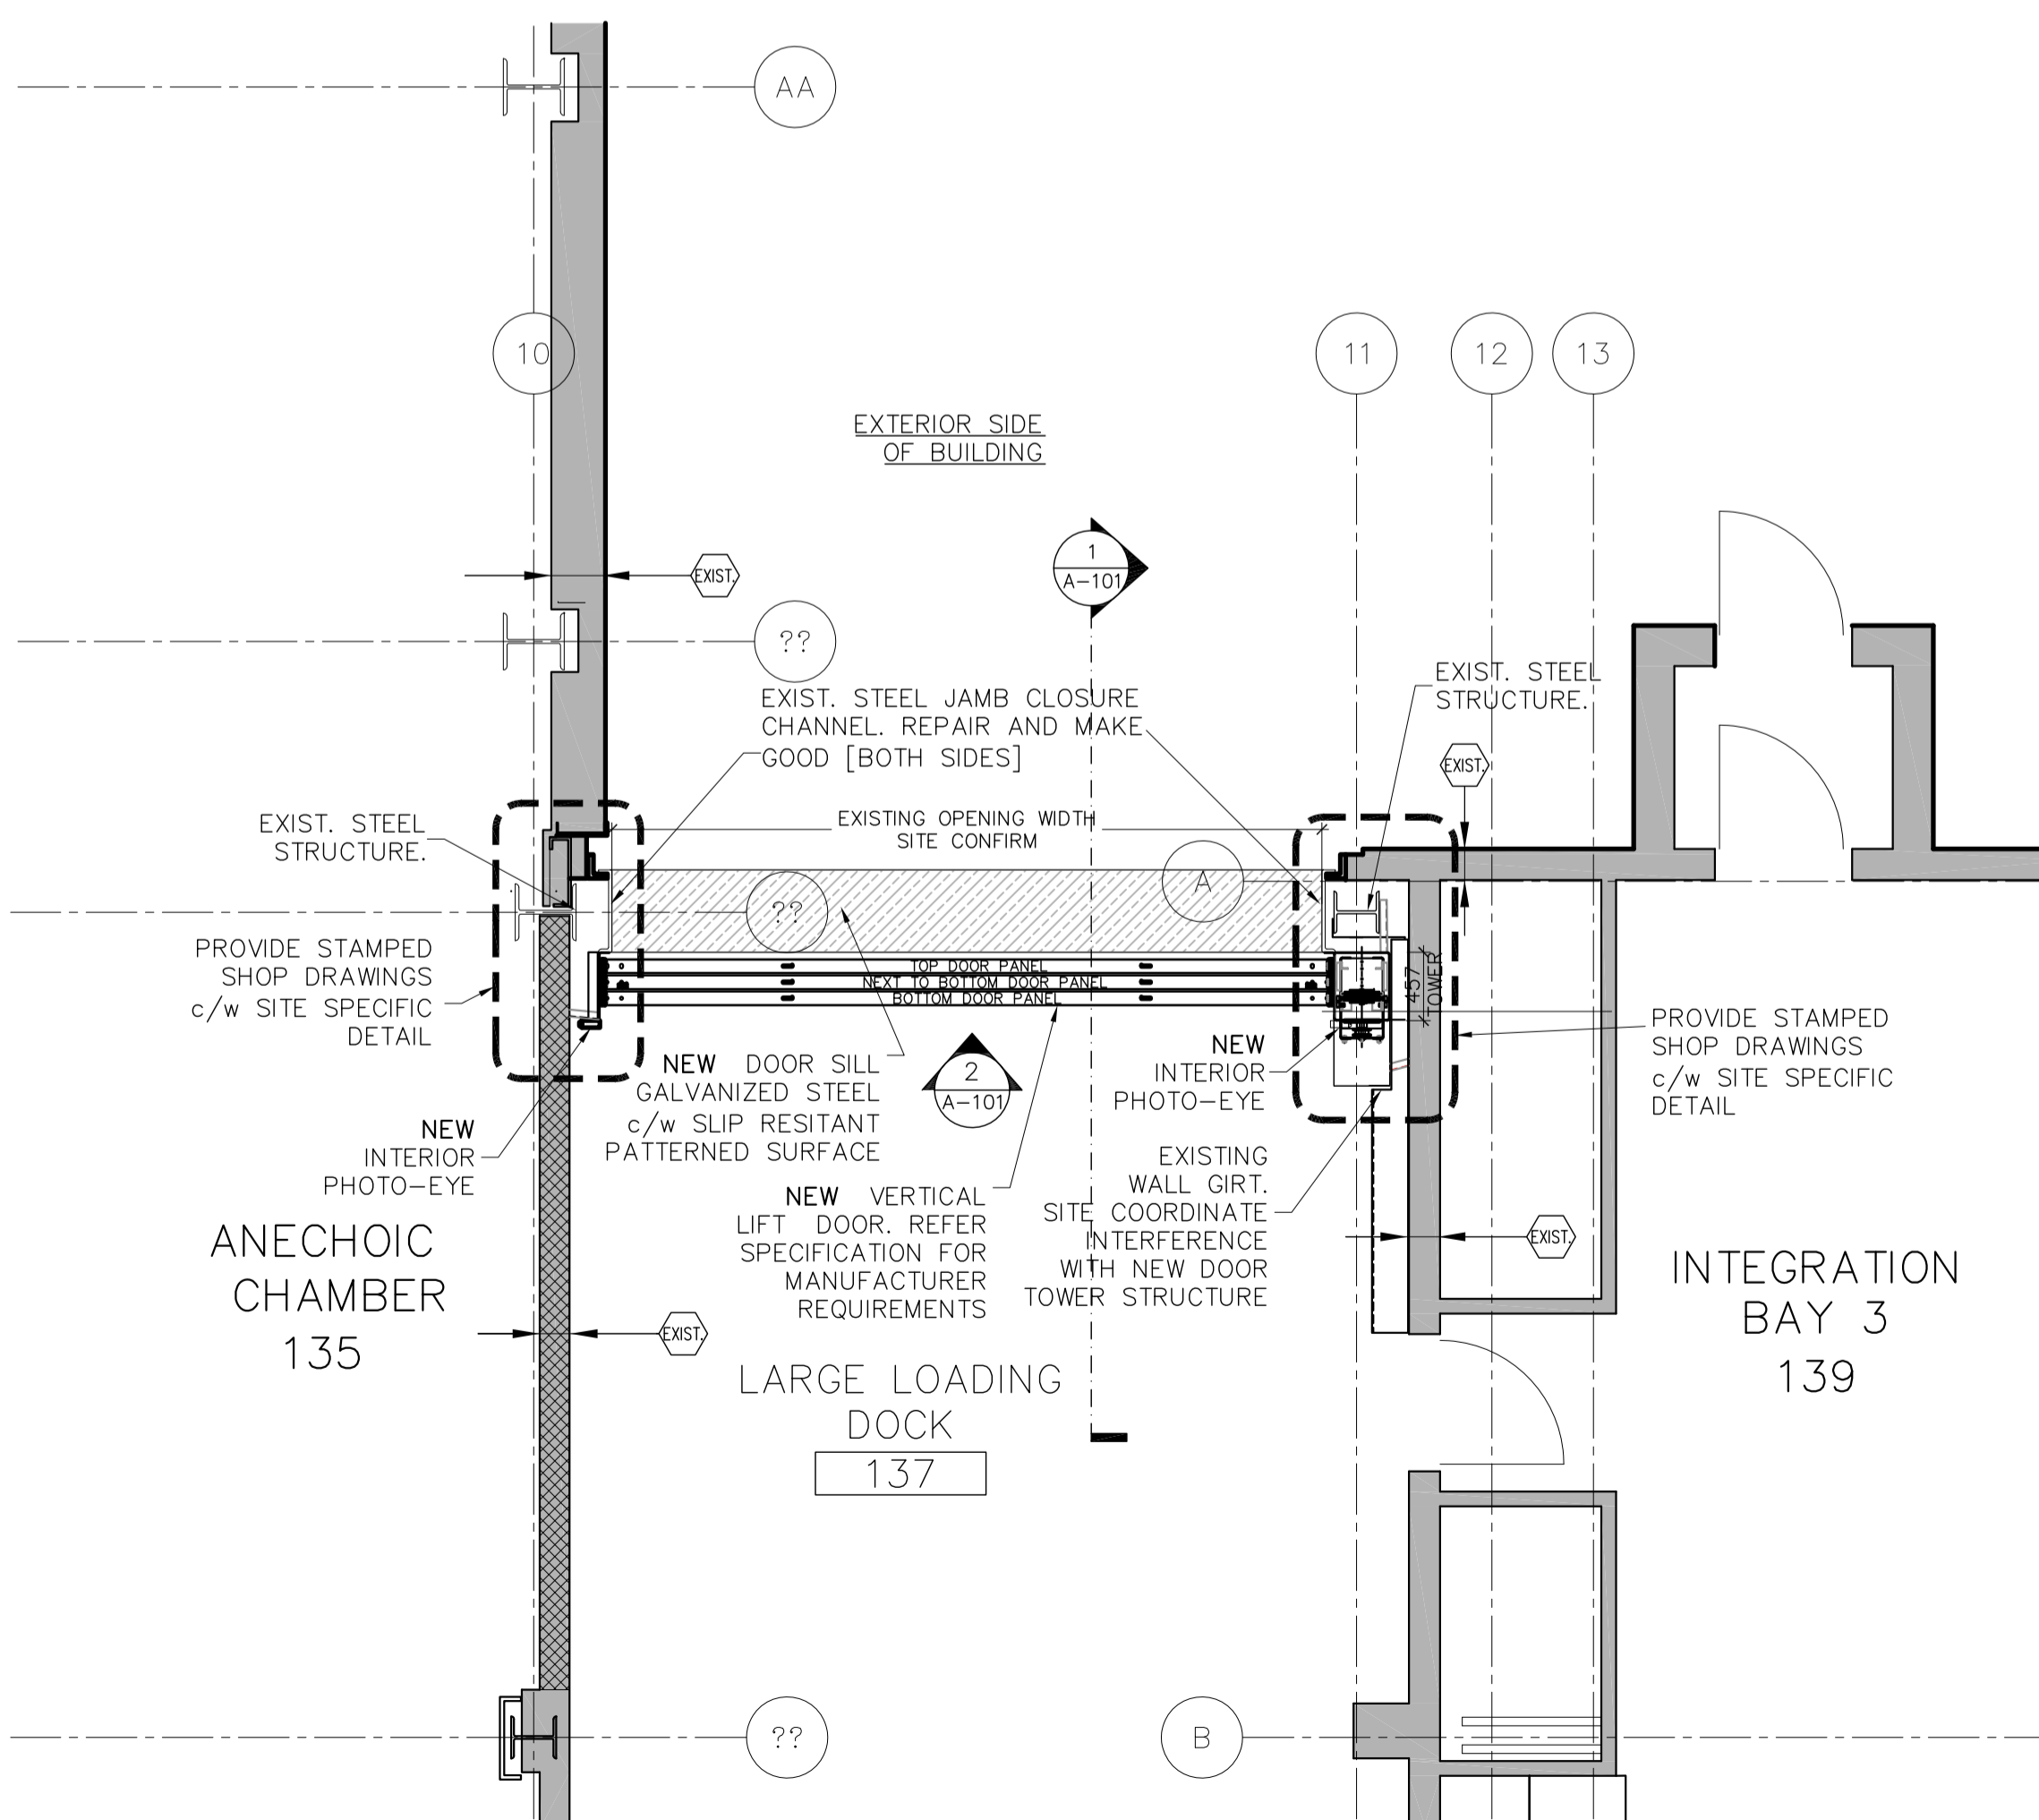 AA
10
11
12
13
EXTERIOR SIDE
OF BUILDING
1
A-101
EXIST.
??
EXIST. STEEL
STRUCTURE.
EXIST. STEEL JAMB CLOSURE
CHANNEL. REPAIR AND MAKE
GOOD [BOTH SIDES]
EXIST.
EXISTING OPENING WIDTH
SITE CONFIRM
EXIST. STEEL
STRUCTURE.
A
??
PROVIDE STAMPED
SHOP DRAWINGS
c/w SITE SPECIFIC
DETAIL
TOP DOOR PANEL
NEXT TO BOTTOM DOOR PANEL
BOTTOM DOOR PANEL
457
TOWER
PROVIDE STAMPED
SHOP DRAWINGS
c/w SITE SPECIFIC
DETAIL
NEW DOOR SILL
GALVANIZED STEEL
c/w SLIP RESITANT
PATTERNED SURFACE
2
A-101
NEW
INTERIOR
PHOTO-EYE
NEW
INTERIOR
PHOTO-EYE
NEW VERTICAL
LIFT DOOR. REFER
SPECIFICATION FOR
MANUFACTURER
REQUIREMENTS
EXISTING
WALL GIRT.
SITE COORDINATE
INTERFERENCE
WITH NEW DOOR
TOWER STRUCTURE
EXIST.
ANECHOIC
CHAMBER
135
EXIST.
INTEGRATION
BAY 3
139
LARGE LOADING
DOCK
137
??
B